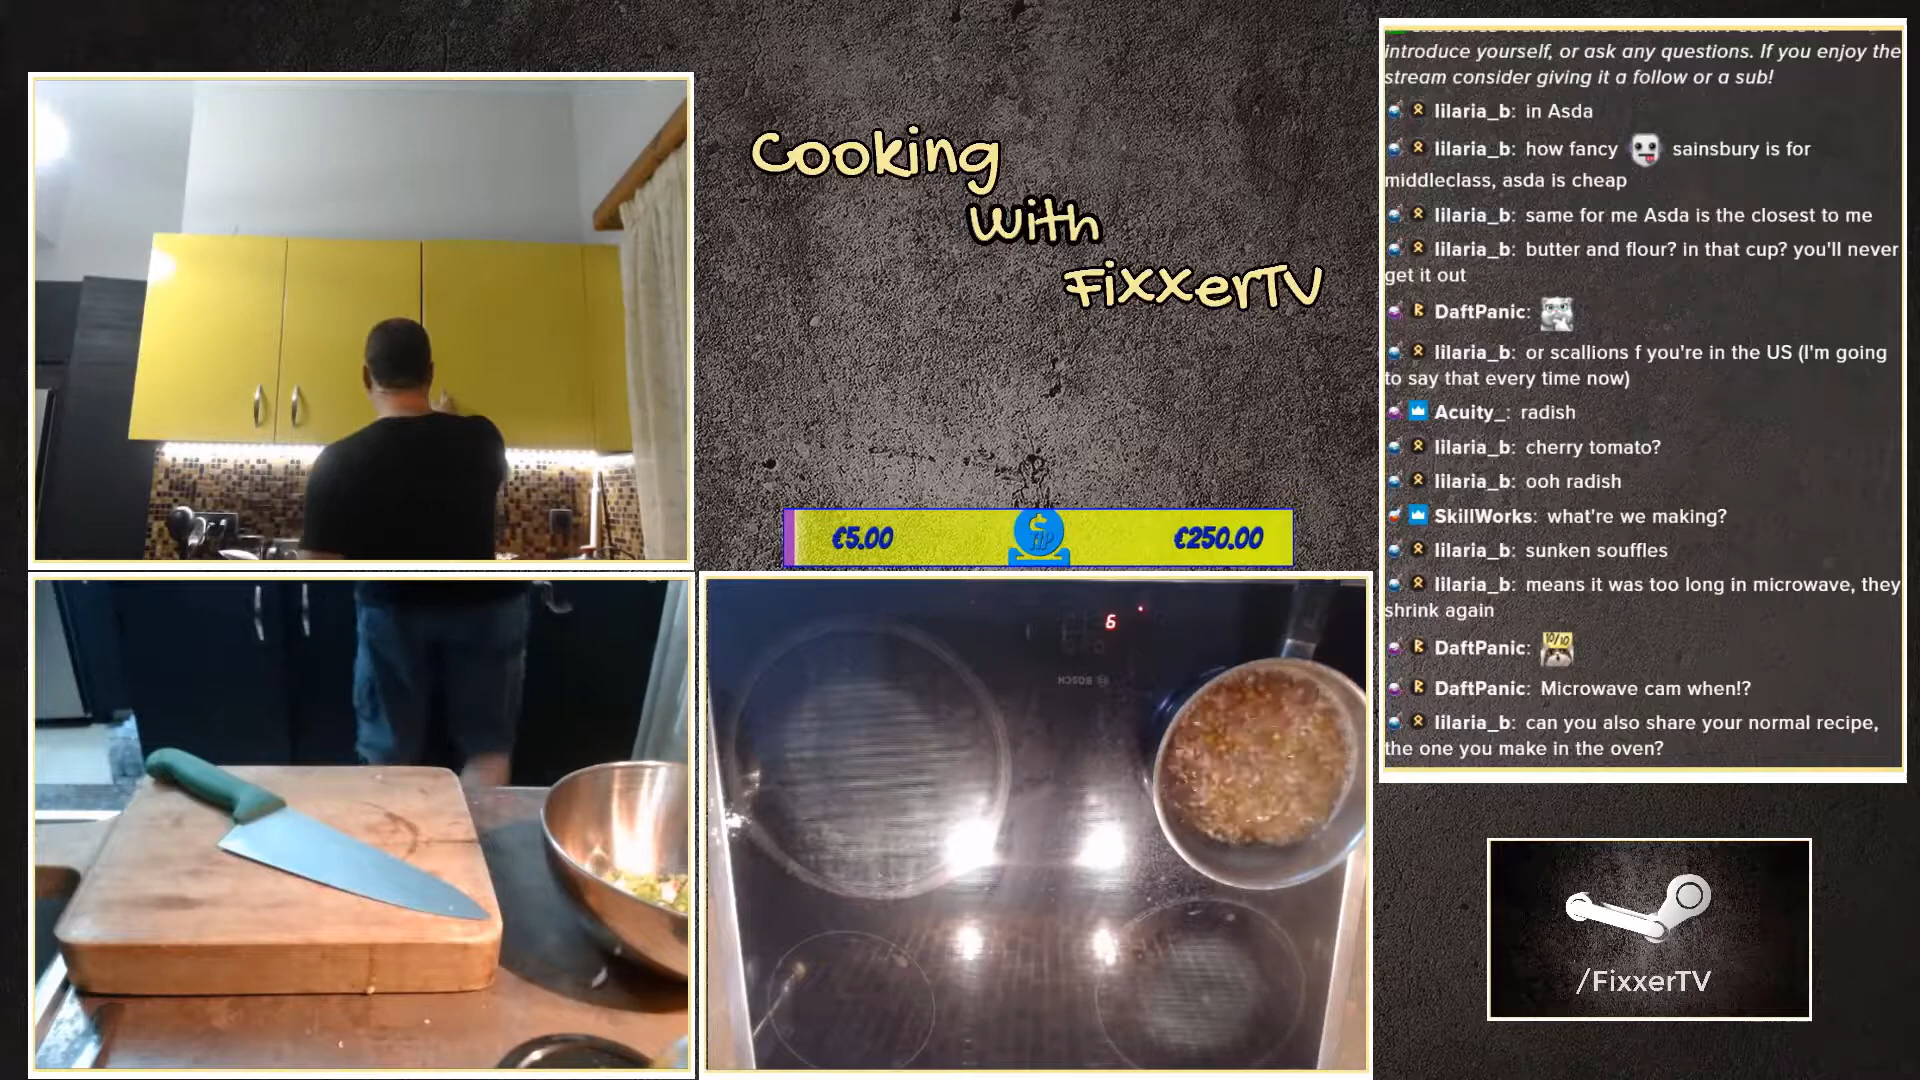 Cooking
with
FixxerTV
€5.00
TIP
€250.00
6
BOSCH
introduce yourself, or ask any questions. If you enjoy the
stream consider giving it a follow or a sub!
lilaria_b: in Asda
lilaria_b: how fancy sainsbury is for
middleclass, asda is cheap
lilaria_b: same for me Asda is the closest to me
lilaria_b: butter and flour? in that cup? you'll never
get it out
DaftPanic:
lilaria_b: or scallions f you're in the US (I'm going
to say that every time now)
Acuity_: radish
lilaria_b: cherry tomato?
lilaria_b: ooh radish
SkillWorks: what're we making?
lilaria_b: sunken souffles
lilaria_b: means it was too long in microwave, they
shrink again
DaftPanic: 10/10
DaftPanic: Microwave cam when!?
lilaria_b: can you also share your normal recipe,
the one you make in the oven?
/FixxerTV